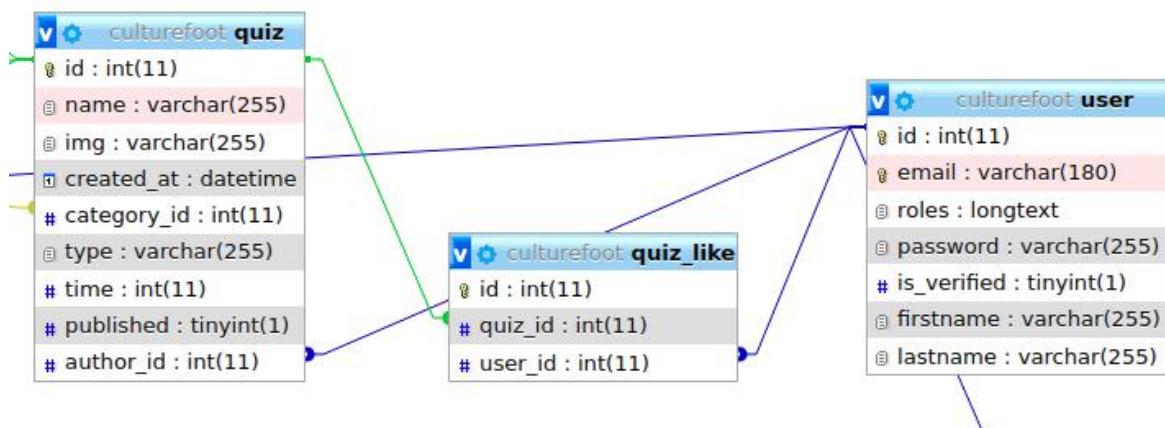 v culturefoot quiz
id : int(11)
name : varchar(255)
img : varchar(255)
created_at : datetime
# category_id : int(11)
type : varchar(255)
# time : int(11)
# published : tinyint(1)
# author_id : int(11)
v culturefoot quiz_like
id : int(11)
# quiz_id : int(11)
# user_id : int(11)
v culturefoot user
id : int(11)
email : varchar(180)
roles : longtext
password : varchar(255)
# is_verified : tinyint(1)
firstname : varchar(255)
lastname : varchar(255)